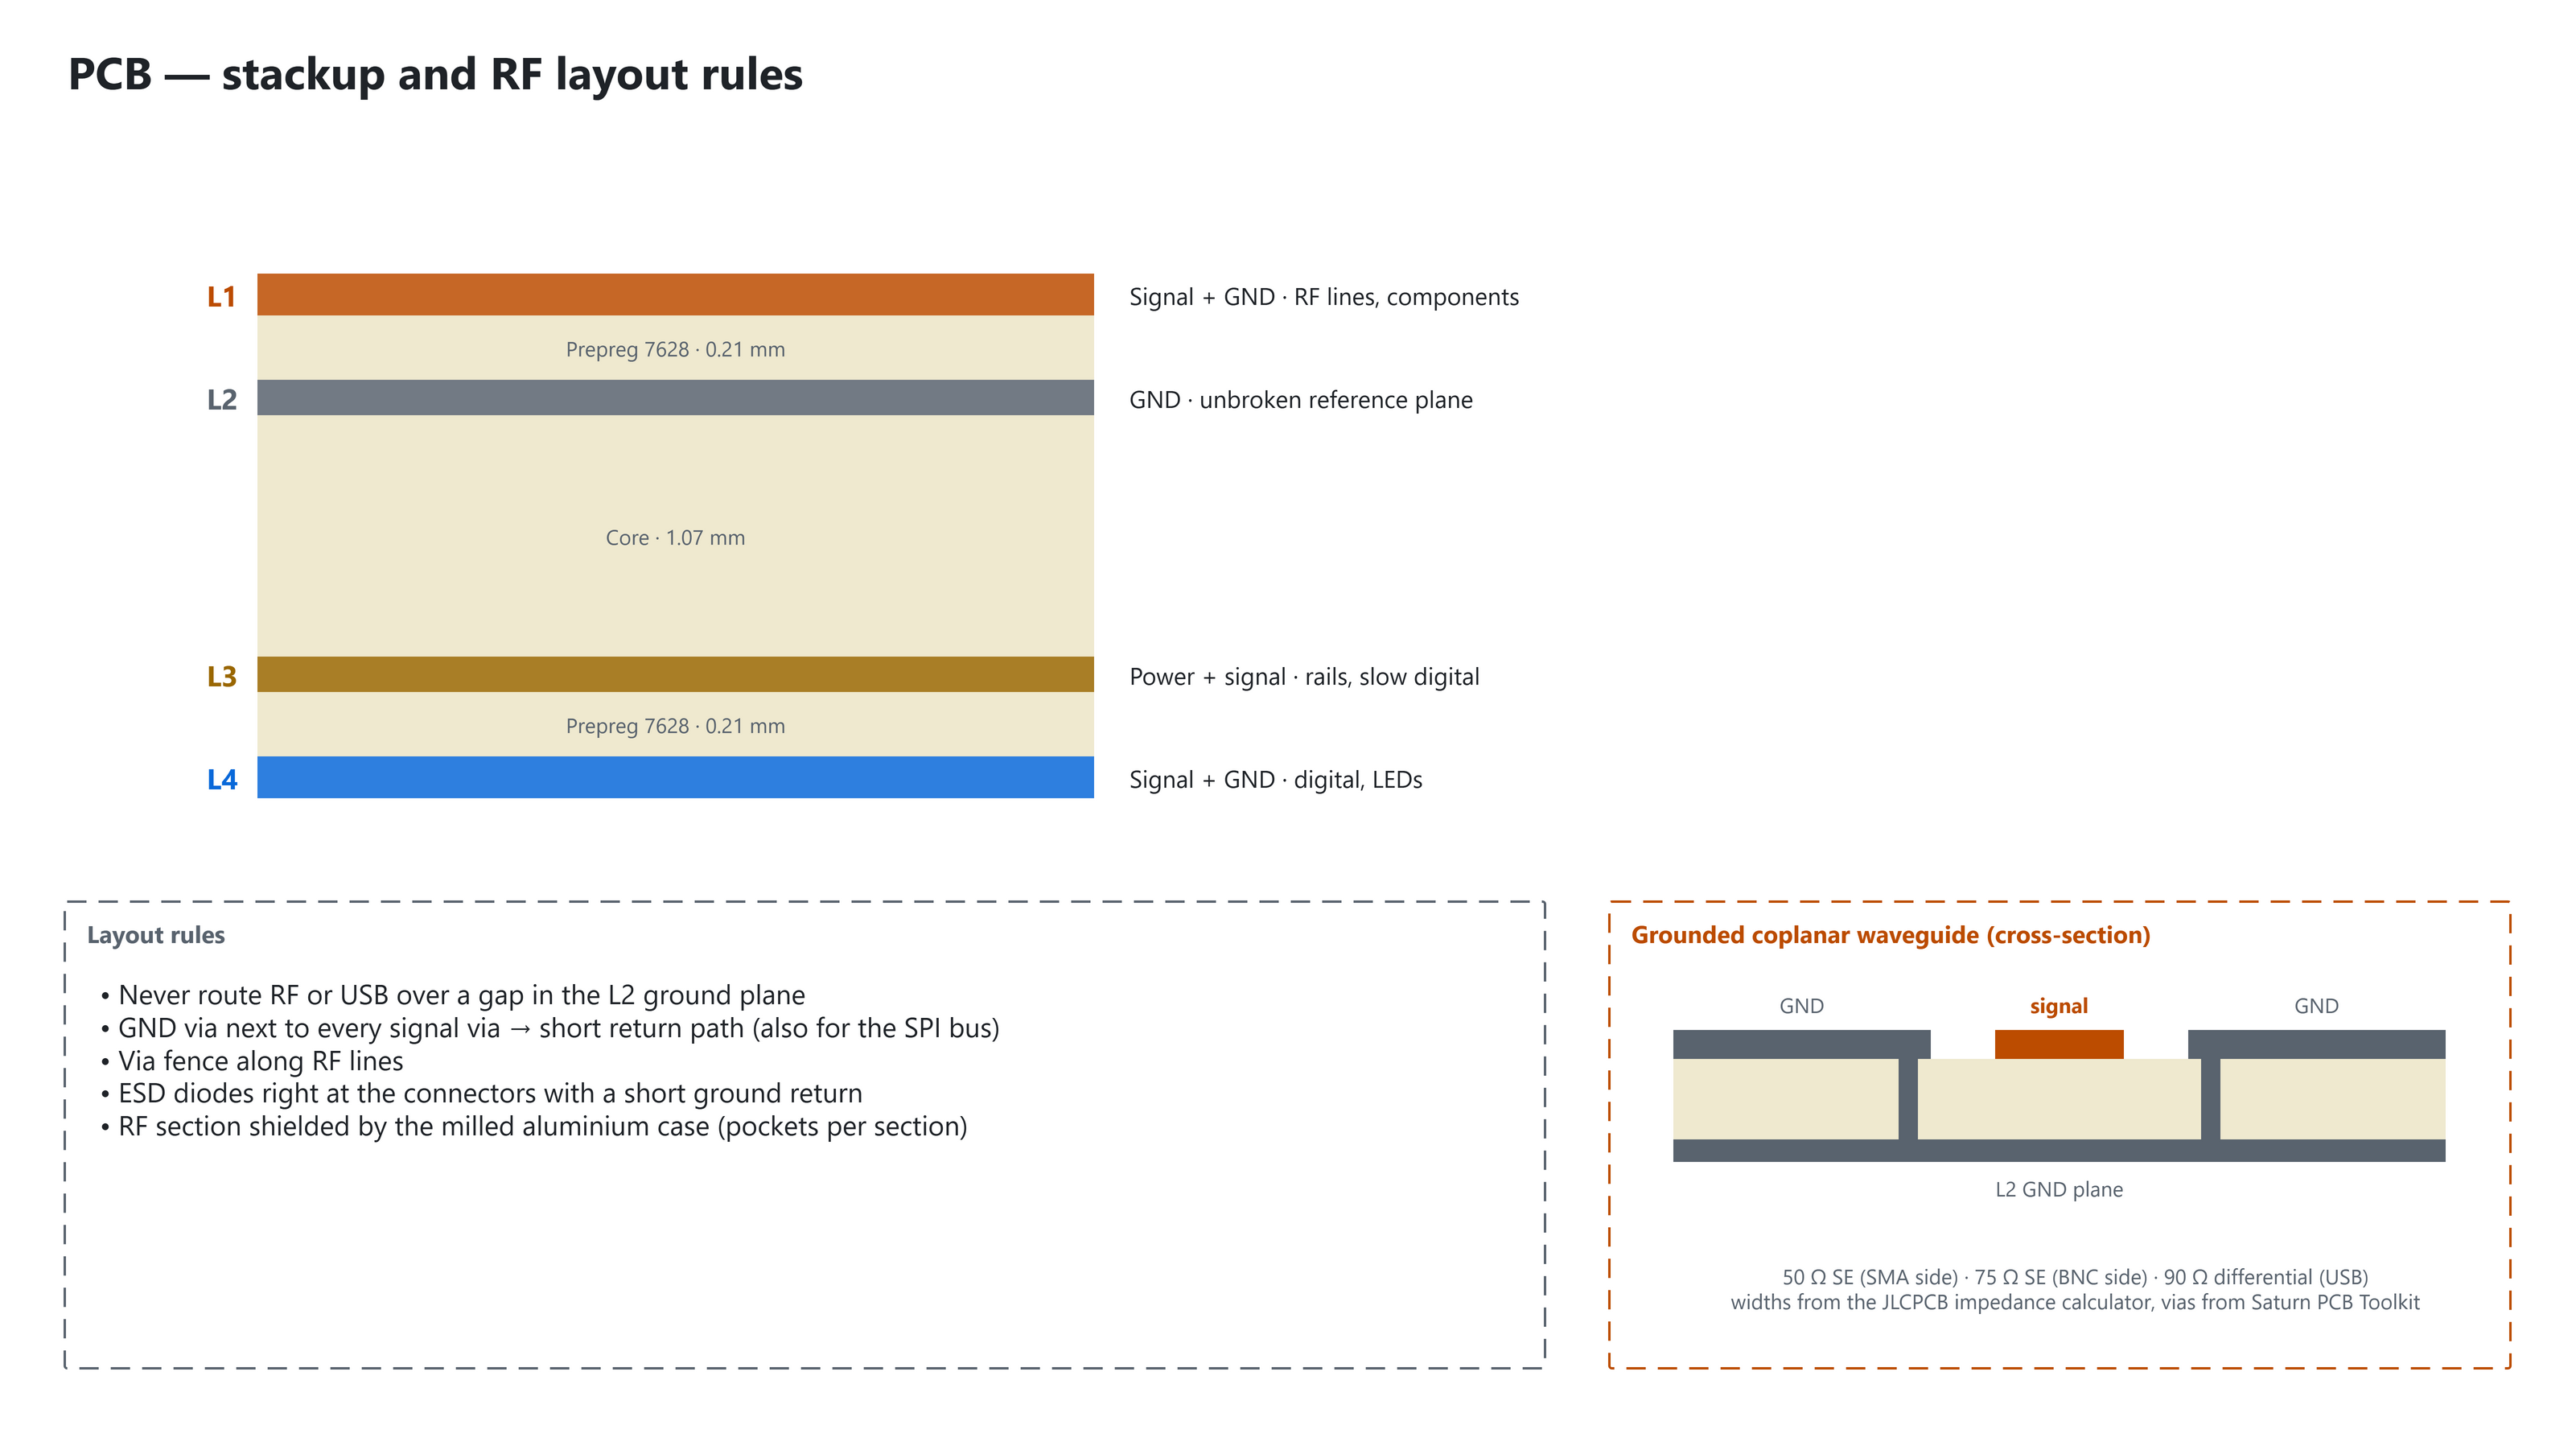 PCB — stackup and RF layout rules
L1
Signal + GND · RF lines, components
Prepreg 7628 · 0.21 mm
L2
GND · unbroken reference plane
Core · 1.07 mm
L3
Power + signal · rails, slow digital
Prepreg 7628 · 0.21 mm
L4
Signal + GND · digital, LEDs
Layout rules
• Never route RF or USB over a gap in the L2 ground plane
• GND via next to every signal via → short return path (also for the SPI bus)
• Via fence along RF lines
• ESD diodes right at the connectors with a short ground return
• RF section shielded by the milled aluminium case (pockets per section)
Grounded coplanar waveguide (cross-section)
GND
signal
GND
L2 GND plane
50 Ω SE (SMA side) · 75 Ω SE (BNC side) · 90 Ω differential (USB)
widths from the JLCPCB impedance calculator, vias from Saturn PCB Toolkit